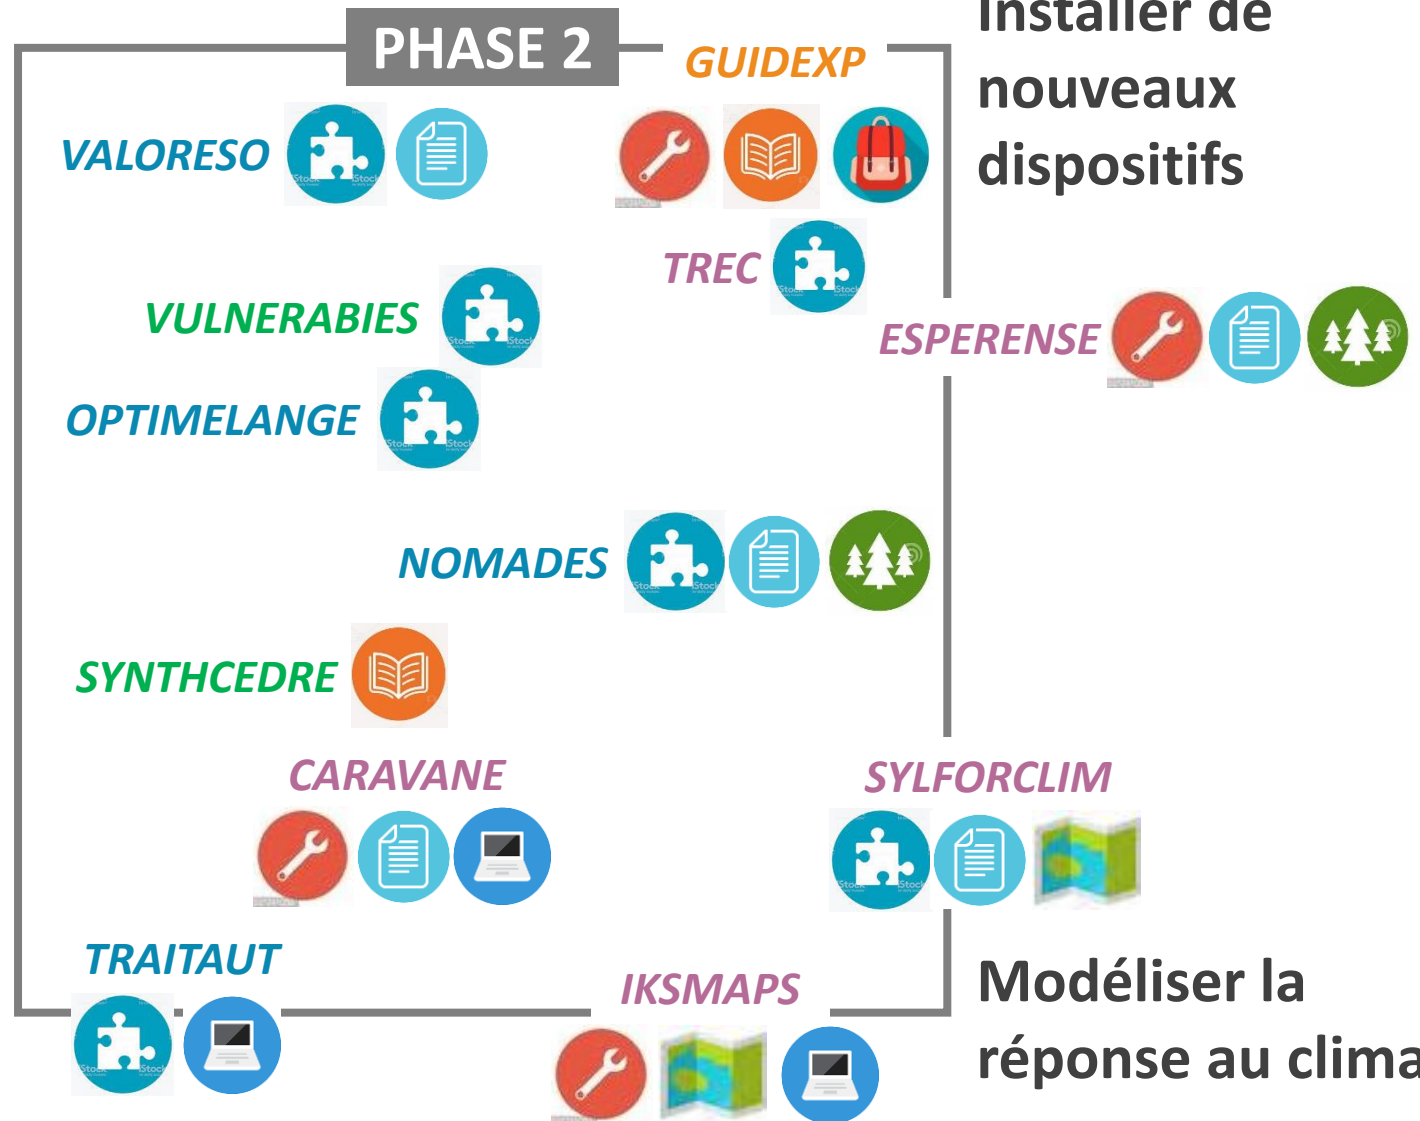 Installer de
nouveaux
dispositifs
PHASE 2
GUIDEXP
VALORESO
TREC
VULNERABIES
ESPERENSE
OPTIMELANGE
NOMADES
SYNTHCEDRE
CARAVANE
SYLFORCLIM
TRAITAUT
IKSMAPS
Modéliser la
réponse au clima